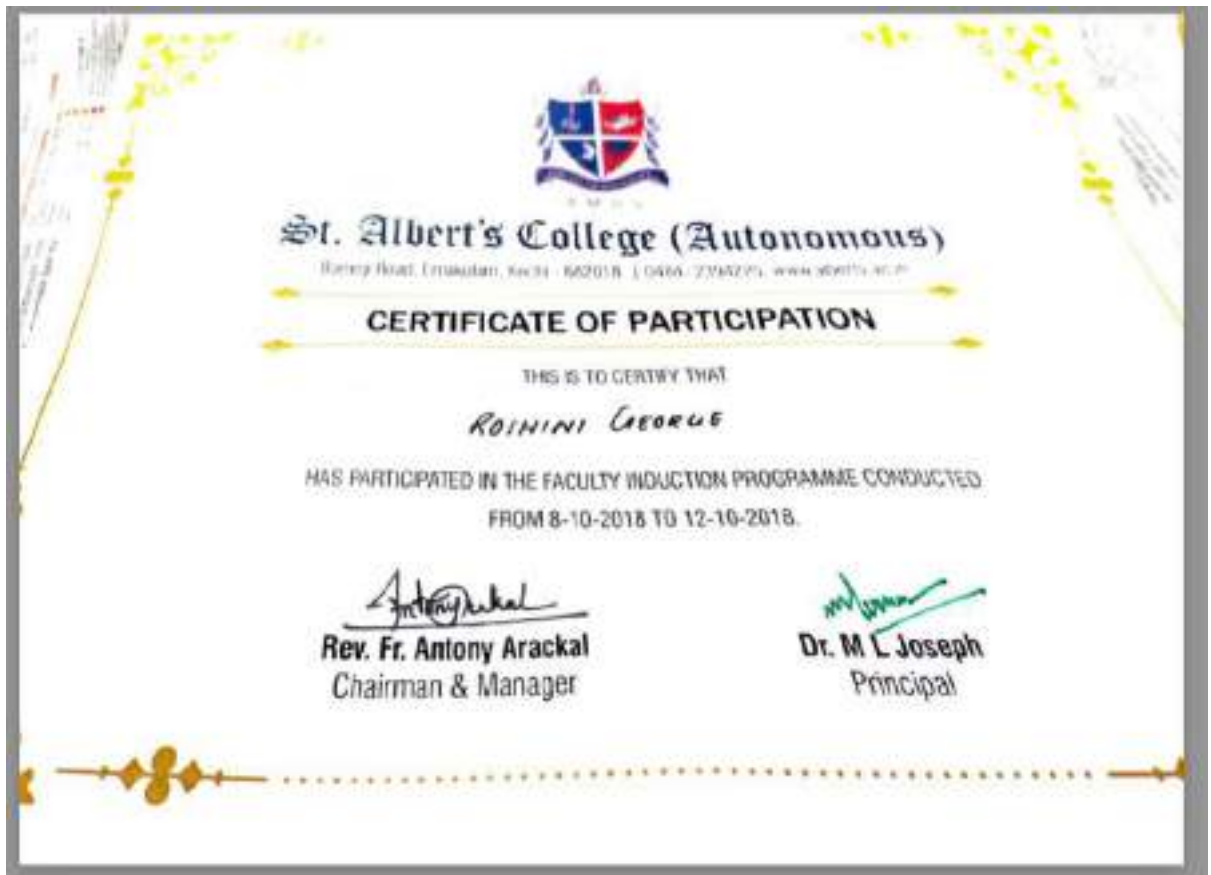 St. Albert's College (Autonomous)
Kochi - 682018
CERTIFICATE OF PARTICIPATION
THIS IS TO CERTIFY THAT
ROSHINI GEORGE
HAS PARTICIPATED IN THE FACULTY INDUCTION PROGRAMME CONDUCTED
FROM 8-10-2018 TO 12-10-2018.
Rev. Fr. Antony Arackal
Dr. M L Joseph
Chairman & Manager
Principal